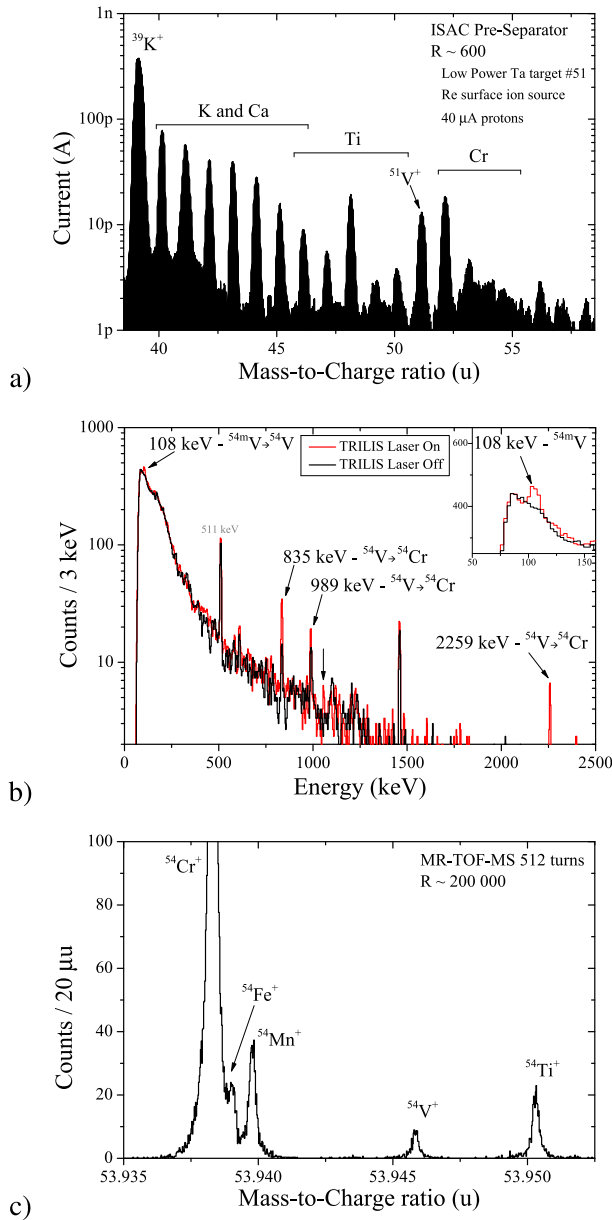 1n
100p
10p
1p
Current (A)
³⁹K⁺
K and Ca
Ti
⁵¹V⁺
Cr
ISAC Pre-Separator
R ~ 600
Low Power Ta target #51
Re surface ion source
40 µA protons
40 45 50 55
Mass-to-Charge ratio (u)
a)
1000
100
10
Counts / 3 keV
108 keV - ⁵⁴ᵐV→⁵⁴V
TRILIS Laser On
TRILIS Laser Off
511 keV
835 keV - ⁵⁴V→⁵⁴Cr
989 keV - ⁵⁴V→⁵⁴Cr
2259 keV - ⁵⁴V→⁵⁴Cr
600
400
108 keV - ⁵⁴ᵐV
50 100 150
0 500 1000 1500 2000 2500
Energy (keV)
b)
100
80
60
40
20
0
Counts / 20 µu
⁵⁴Cr⁺
⁵⁴Fe⁺
⁵⁴Mn⁺
⁵⁴V⁺
⁵⁴Ti⁺
MR-TOF-MS 512 turns
R ~ 200 000
53.935 53.940 53.945 53.950
Mass-to-Charge ratio (u)
c)